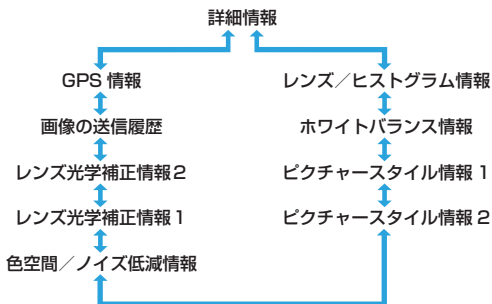 詳細情報
GPS 情報
レンズ／ヒストグラム情報
画像の送信履歴
ホワイトバランス情報
レンズ光学補正情報２
ピクチャースタイル情報 1
レンズ光学補正情報１
ピクチャースタイル情報 2
色空間／ノイズ低減情報